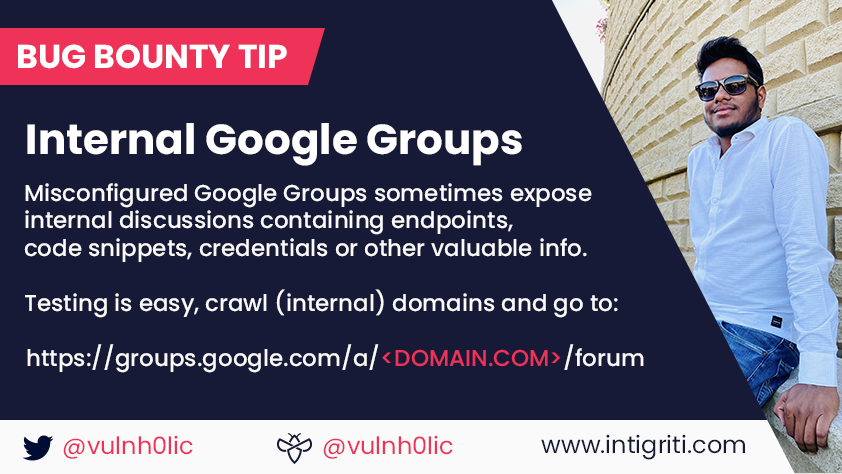 BUG BOUNTY TIP
Internal Google Groups
Misconfigured Google Groups sometimes expose
internal discussions containing endpoints,
code snippets, credentials or other valuable info.
Testing is easy, crawl (internal) domains and go to:
https://groups.google.com/a/<DOMAIN.COM>/forum
@vulnh0lic
@vulnh0lic
www.intigriti.com